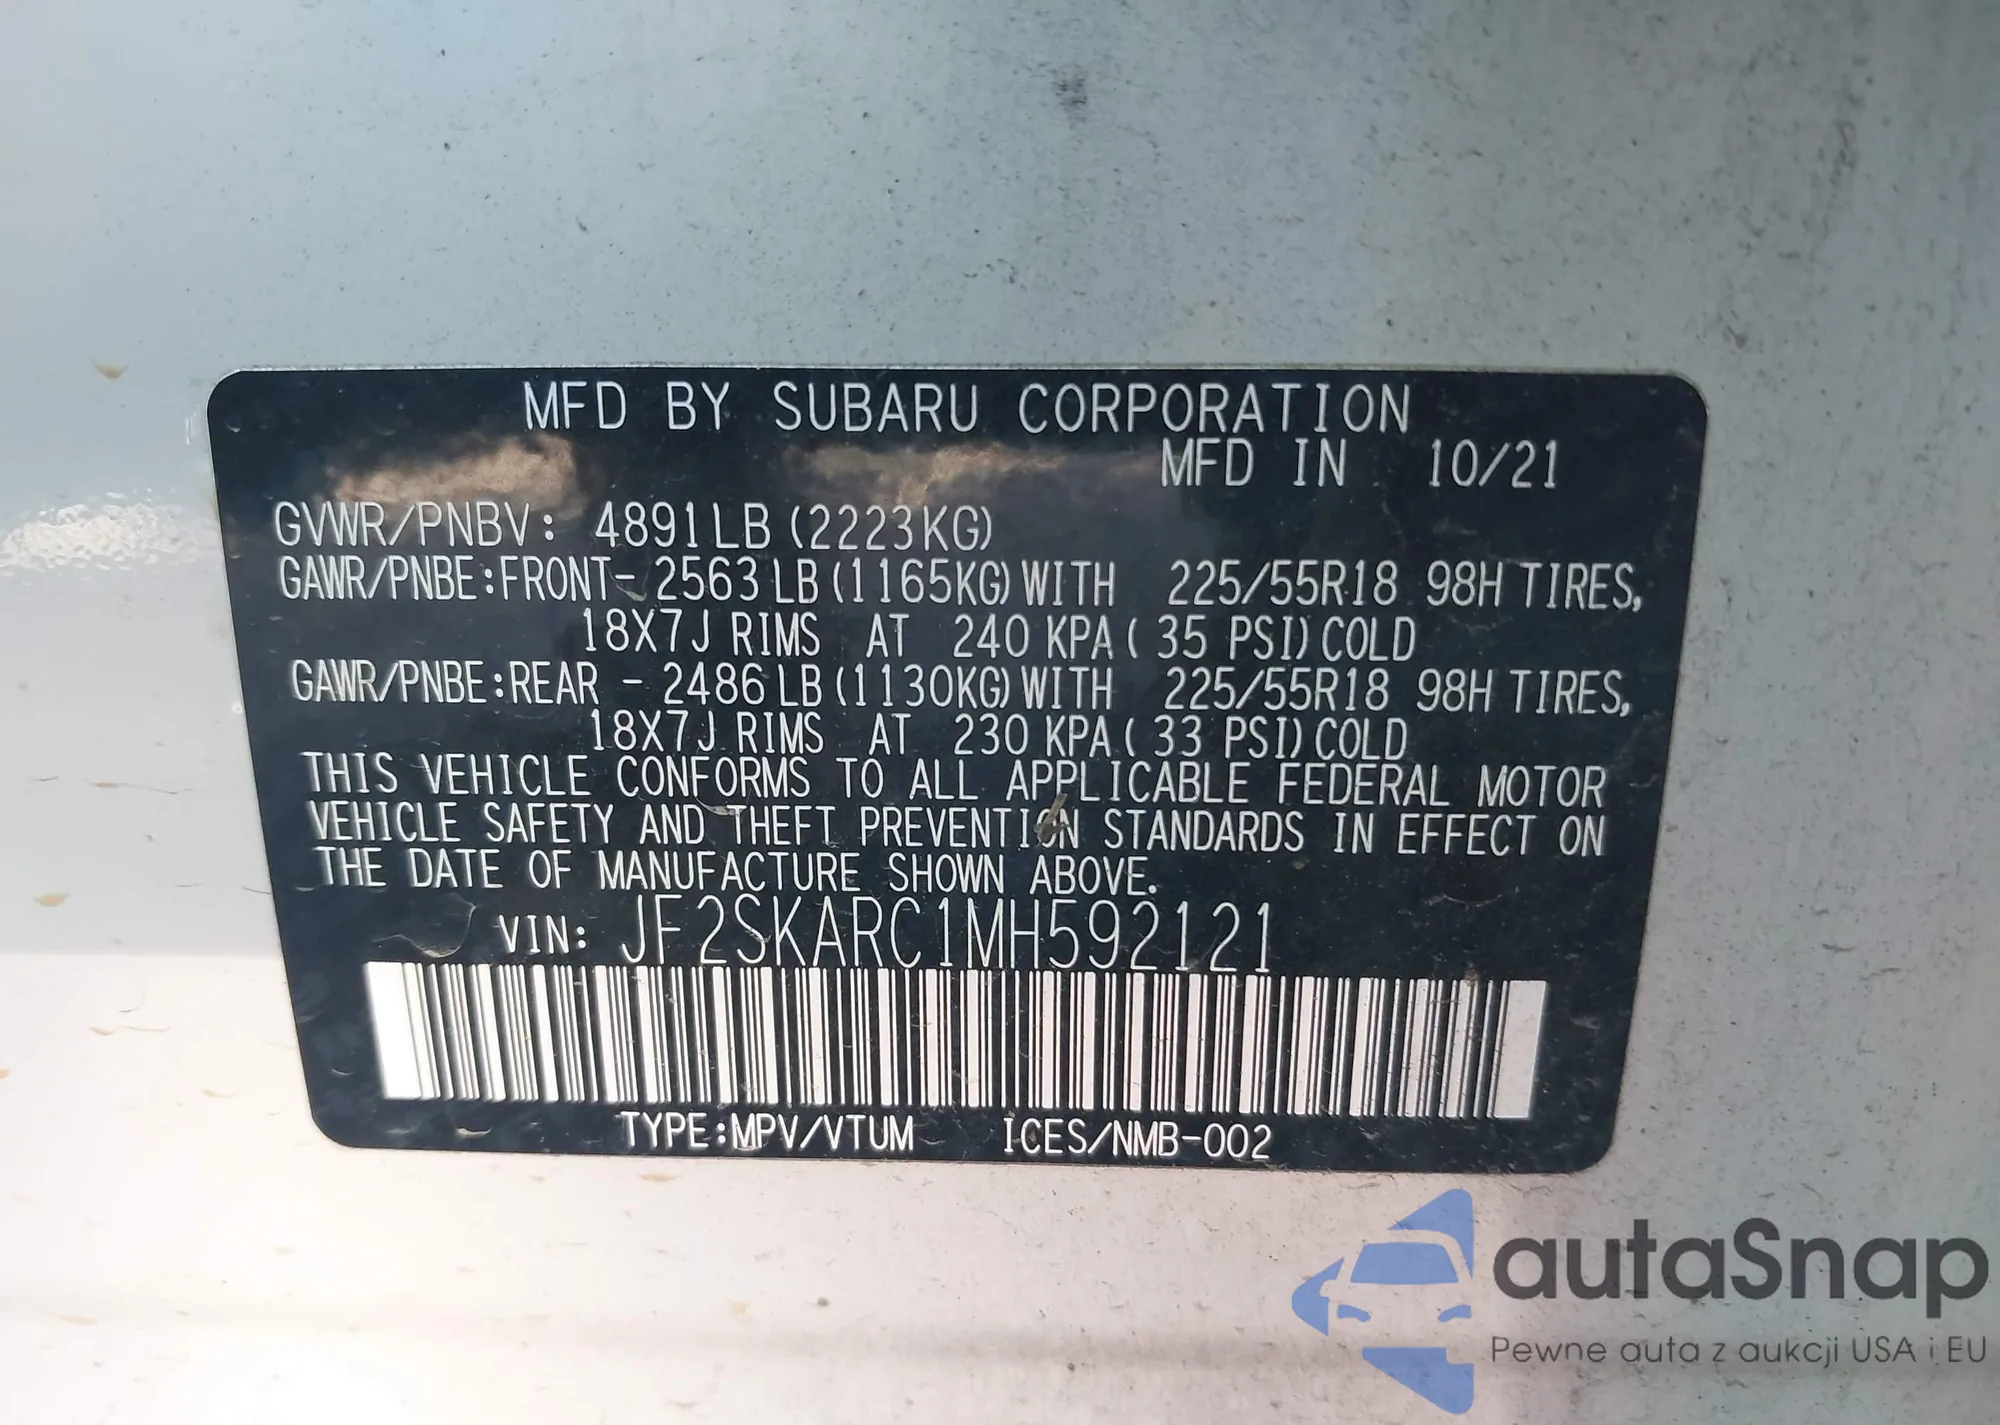 MFD BY SUBARU CORPORATION
MFD IN 10/21
GVWR/PNBV: 4891LB (2223KG)
GAWR/PNBE:FRONT- 2563 LB (1165KG) WITH 225/55R18 98H TIRES,
18X7J RIMS AT 240 KPA ( 35 PSI) COLD
GAWR/PNBE:REAR - 2486 LB (1130KG) WITH 225/55R18 98H TIRES,
18X7J RIMS AT 230 KPA ( 33 PSI) COLD
THIS VEHICLE CONFORMS TO ALL APPLICABLE FEDERAL MOTOR
VEHICLE SAFETY AND THEFT PREVENTION STANDARDS IN EFFECT ON
THE DATE OF MANUFACTURE SHOWN ABOVE.
VIN: JF2SKARC1MH592121
TYPE:MPV/VTUM ICES/NMB-002
autaSnap
Pewne auta z aukcji USA i EU